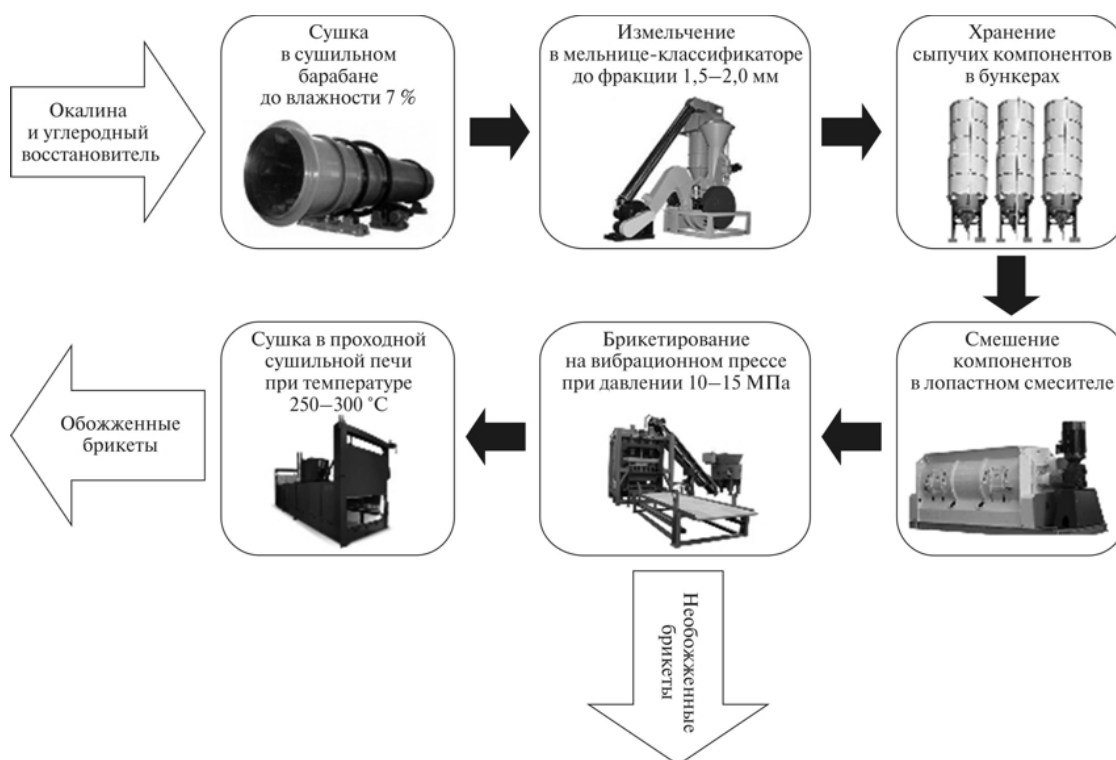 Окалина
и углеродный
восстановитель
Сушка
в сушильном
барабане
до влажности 7 %
Измельчение
в мельнице-классификаторе
до фракции 1,5–2,0 мм
Хранение
сыпучих компонентов
в бункерах
Смешение
компонентов
в лопастном смесителе
Брикетирование
на вибрационном прессе
при давлении 10–15 МПа
Сушка в проходной
сушильной печи
при температуре
250–300 °C
Обожженные
брикеты
Необожженные
брикеты